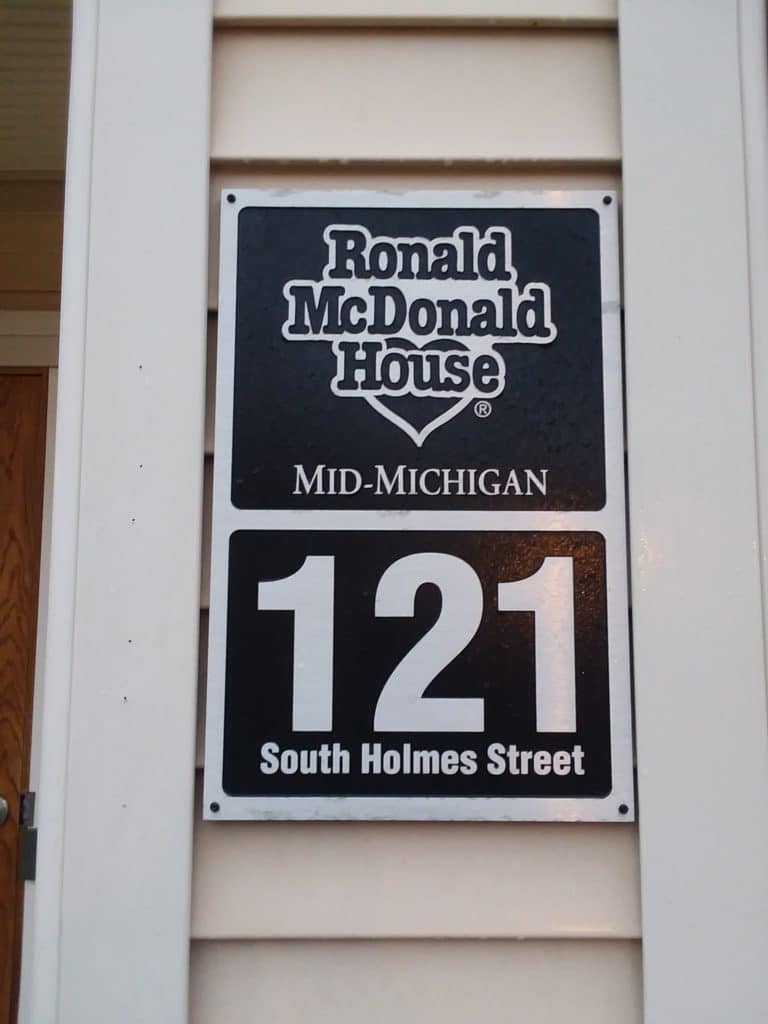 Ronald
McDonald
House®
Mid-Michigan
121
South Holmes Street